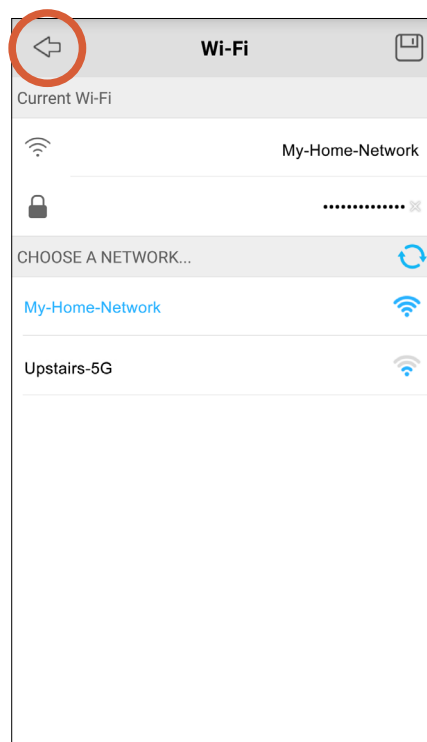 Wi-Fi
Current Wi-Fi
My-Home-Network
••••••••••••••
CHOOSE A NETWORK...
My-Home-Network
Upstairs-5G